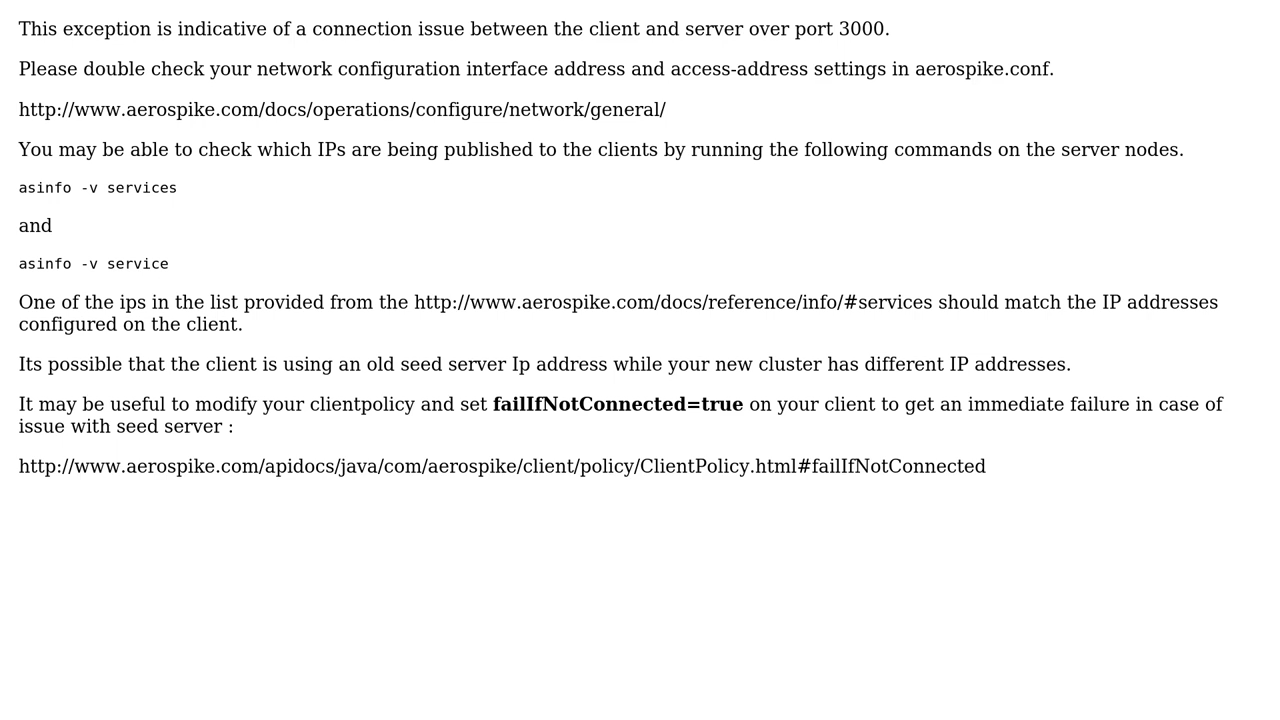 This exception is indicative of a connection issue between the client and server over port 3000.
Please double check your network configuration interface address and access-address settings in aerospike.conf.
http://www.aerospike.com/docs/operations/configure/network/general/
You may be able to check which IPs are being published to the clients by running the following commands on the server nodes.
asinfo -v services
and
asinfo -v service
One of the ips in the list provided from the http://www.aerospike.com/docs/reference/info/#services should match the IP addresses
configured on the client.
Its possible that the client is using an old seed server Ip address while your new cluster has different IP addresses.
It may be useful to modify your clientpolicy and set failIfNotConnected=true on your client to get an immediate failure in case of
issue with seed server :
http://www.aerospike.com/apidocs/java/com/aerospike/client/policy/ClientPolicy.html#failIfNotConnected